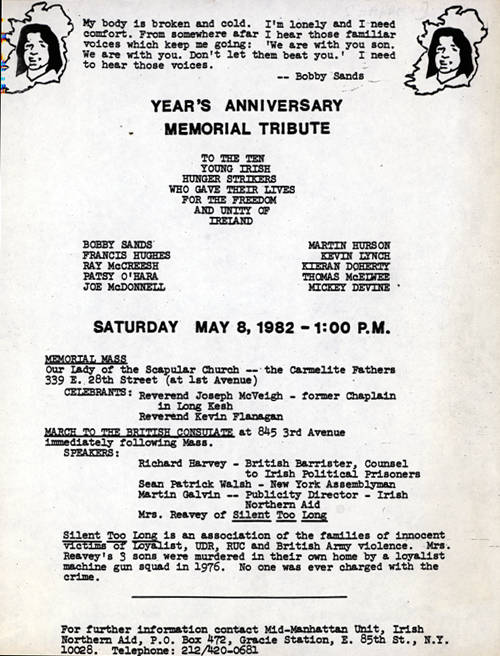 My body is broken and cold. I'm lonely and I need
comfort. From somewhere afar I hear those familiar
voices which keep me going: 'We are with you son.
We are with you. Don't let them beat you.' I need
to hear those voices.
-- Bobby Sands
YEAR'S ANNIVERSARY
MEMORIAL TRIBUTE
TO THE TEN
YOUNG IRISH
HUNGER STRIKERS
WHO GAVE THEIR LIVES
FOR THE FREEDOM
AND UNITY OF
IRELAND
BOBBY SANDS
FRANCIS HUGHES
RAY McCREESH
PATSY O'HARA
JOE McDONNELL
MARTIN HURSON
KEVIN LYNCH
KIERAN DOHERTY
THOMAS McELWEE
MICKEY DEVINE
SATURDAY MAY 8, 1982 - 1:00 P.M.
MEMORIAL MASS
Our Lady of the Scapular Church -- the Carmelite Fathers
339 E. 28th Street (at 1st Avenue)
CELEBRANTS: Reverend Joseph McVeigh - former Chaplain
in Long Kesh
Reverend Kevin Flanagan
MARCH TO THE BRITISH CONSULATE at 845 3rd Avenue
immediately following Mass.
SPEAKERS:
Richard Harvey - British Barrister, Counsel
to Irish Political Prisoners
Sean Patrick Walsh - New York Assemblyman
Martin Galvin -- Publicity Director - Irish
Northern Aid
Mrs. Reavey of Silent Too Long
Silent Too Long is an association of the families of innocent
victims of Loyalist, UDR, RUC and British Army violence. Mrs.
Reavey's 3 sons were murdered in their own home by a loyalist
machine gun squad in 1976. No one was ever charged with the
crime.
For further information contact Mid-Manhattan Unit, Irish
Northern Aid, P.O. Box 472, Gracie Station, E. 85th St., N.Y.
10028. Telephone: 212/420-0681